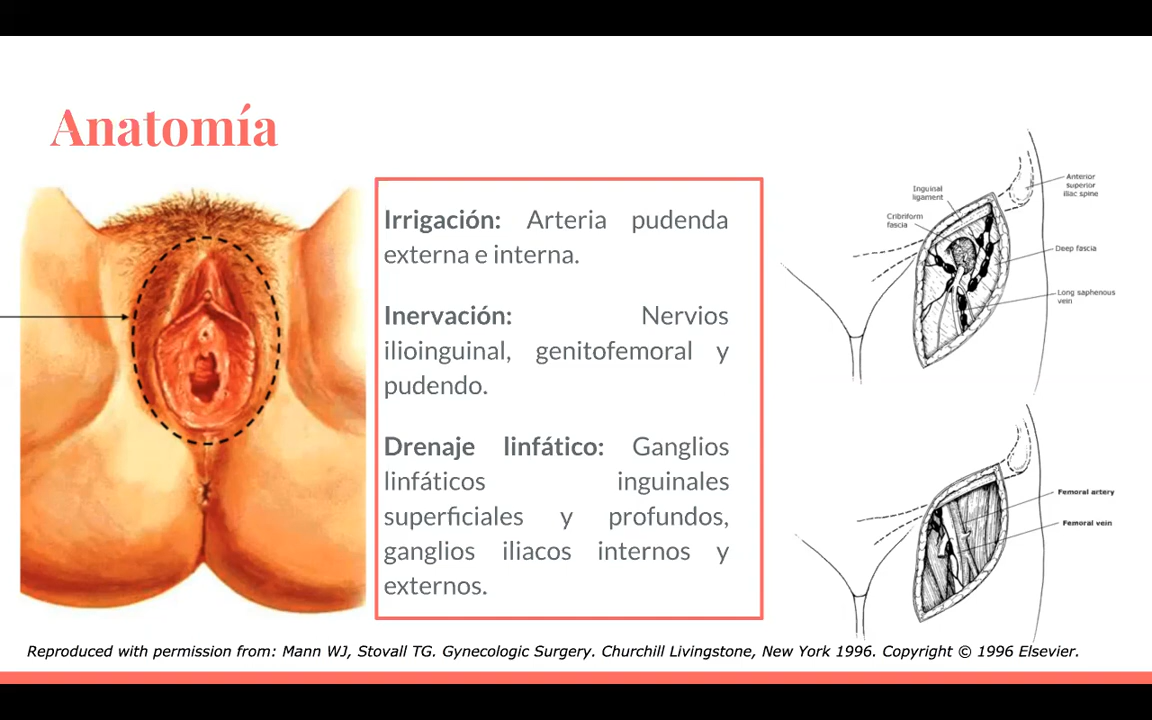 Anatomía
Irrigación: Arteria pudenda
externa e interna.
Inervación: Nervios
ilioinguinal, genitofemoral y
pudendo.
Drenaje linfático: Ganglios
linfáticos inguinales
superficiales y profundos,
ganglios iliacos internos y
externos.
Inguinal
ligament
Cribriform
fascia
Anterior
superior
iliac spine
Deep fascia
Long saphenous
vein
Femoral artery
Femoral vein
Reproduced with permission from: Mann WJ, Stovall TG. Gynecologic Surgery. Churchill Livingstone, New York 1996. Copyright © 1996 Elsevier.